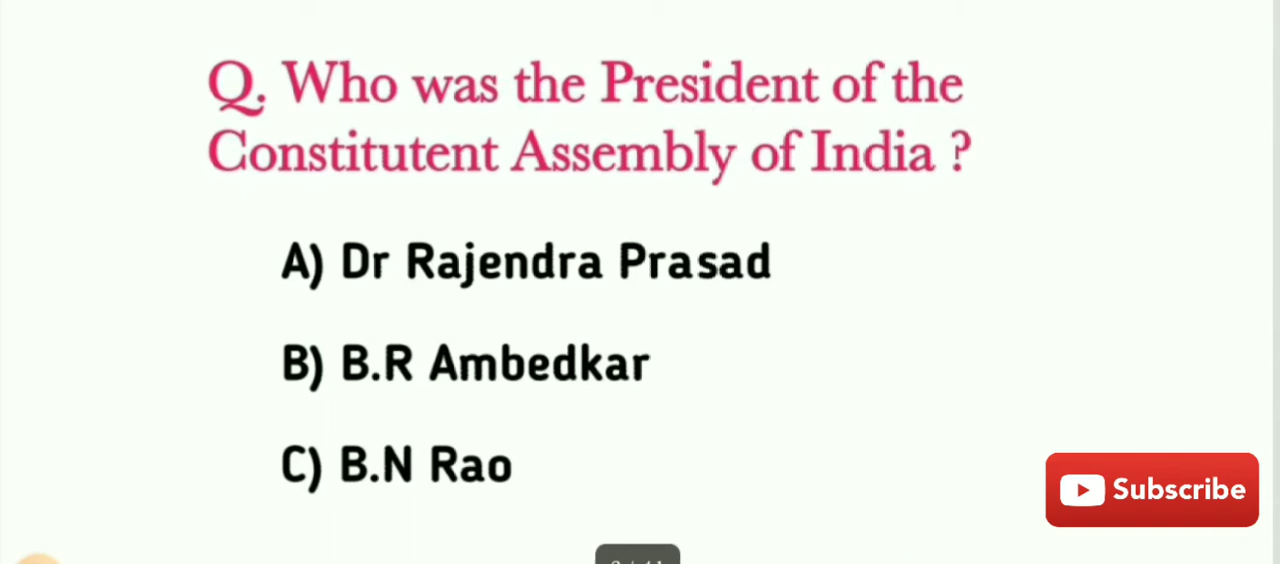 Q. Who was the President of the
Constitutent Assembly of India ?
A) Dr Rajendra Prasad
B) B.R Ambedkar
C) B.N Rao
Subscribe